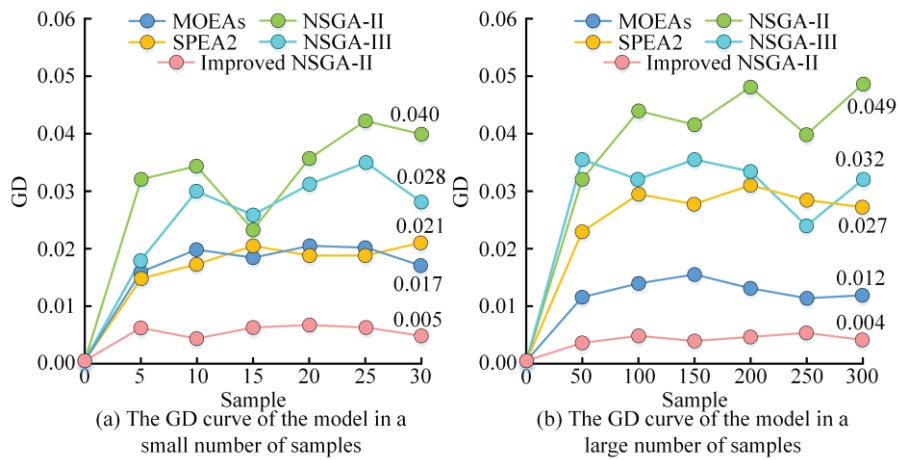 0.06
0.05
0.04
0.03
0.02
0.01
0.00
GD
MOEAs
NSGA-II
SPEA2
NSGA-III
Improved NSGA-II
0.040
0.028
0.021
0.017
0.005
0 5 10 15 20 25 30
Sample
(a) The GD curve of the model in a
small number of samples
0.06
0.05
0.04
0.03
0.02
0.01
0.00
GD
MOEAs
NSGA-II
SPEA2
NSGA-III
Improved NSGA-II
0.049
0.032
0.027
0.012
0.004
0 50 100 150 200 250 300
Sample
(b) The GD curve of the model in a
large number of samples